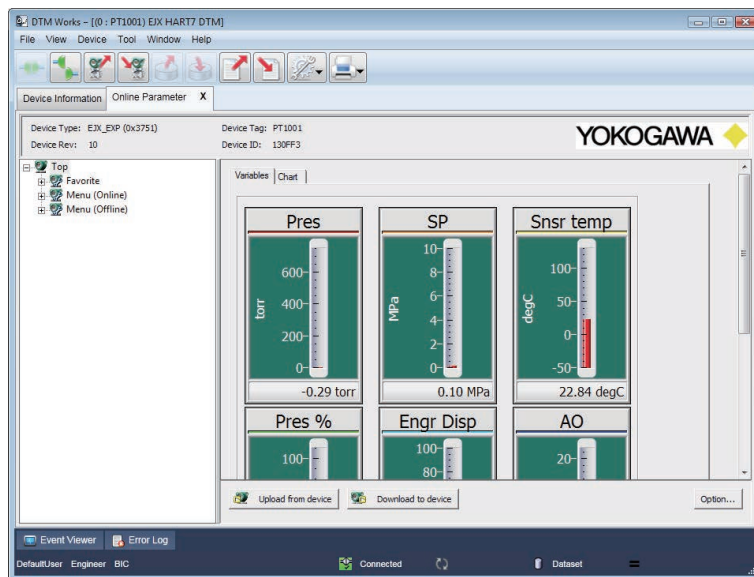 DTM Works – [(0 : PT1001) EJX HART7 DTM]
File View Device Tool Window Help
Device Information Online Parameter X
Device Type: EJX_EXP (0x3751) Device Tag: PT1001
Device Rev: 10 Device ID: 130FF3
YOKOGAWA
Top
Favorite
Menu (Online)
Menu (Offline)
Variables Chart
Pres SP Snsr temp
600 400 200 0
torr
10 8 6 4 2 0
MPa
100 50 0 -50
degC
-0.29 torr 0.10 MPa 22.84 degC
Pres % Engr Disp AO
100 100 80 20
Upload from device Download to device Option...
Event Viewer Error Log
DefaultUser Engineer BIC Connected Dataset